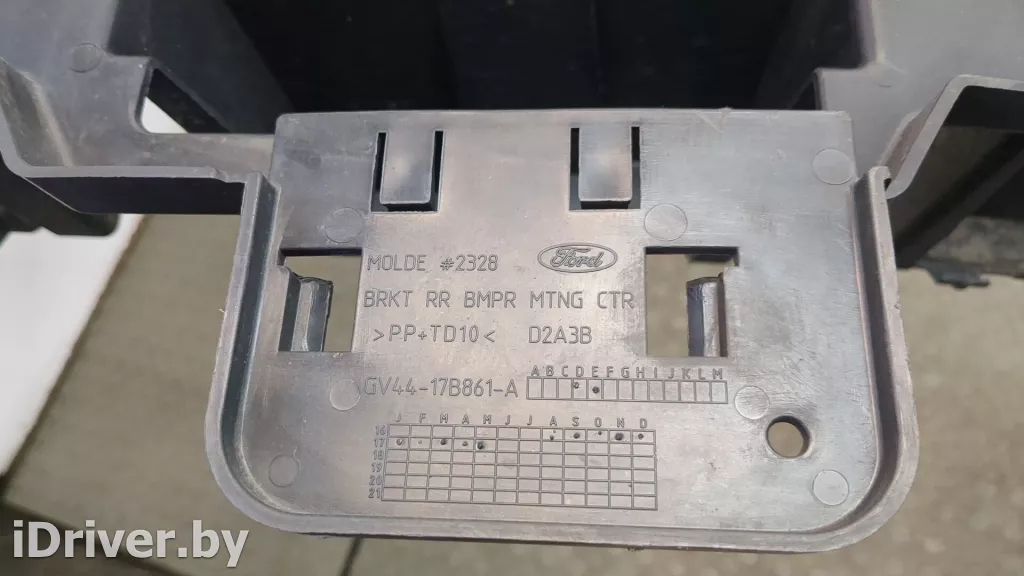 MOLDE #2328 Ford
BRKT RR BMPR MTNG CTR
>PP+TD10< D2A3B
GV44-17B861-A
A B C D E F G H I J K L M
J F M A M J J A S O N D
16
17
18
19
20
21
iDriver.by